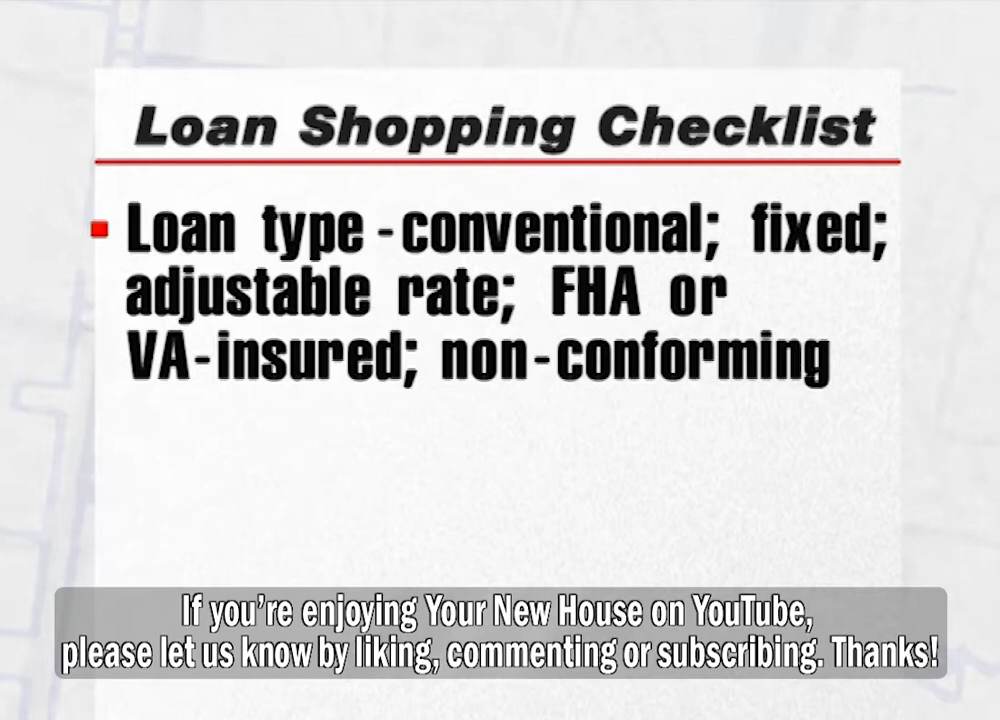 Loan Shopping Checklist
Loan type - conventional; fixed;
adjustable rate; FHA or
VA-insured; non-conforming
If you're enjoying Your New House on YouTube,
please let us know by liking, commenting or subscribing. Thanks!